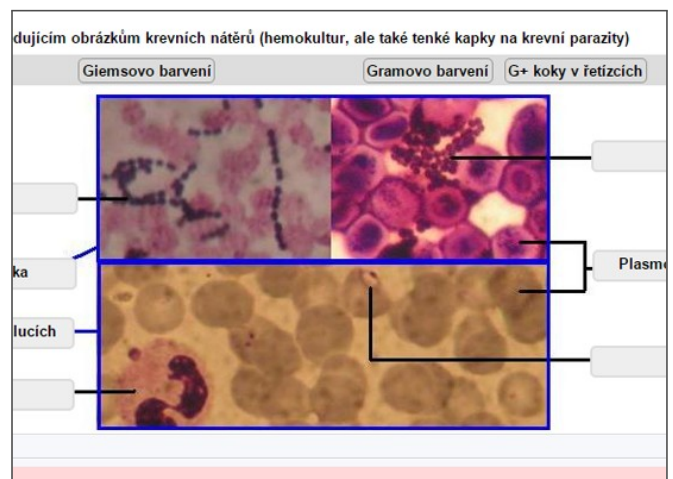 dujícím obrázkům krevních nátěrů (hemokultur, ale také tenké kapky na krevní parazity)
Giemsovo barvení
Gramovo barvení
G+ koky v řetízcích
ka
Plasmo
lucích